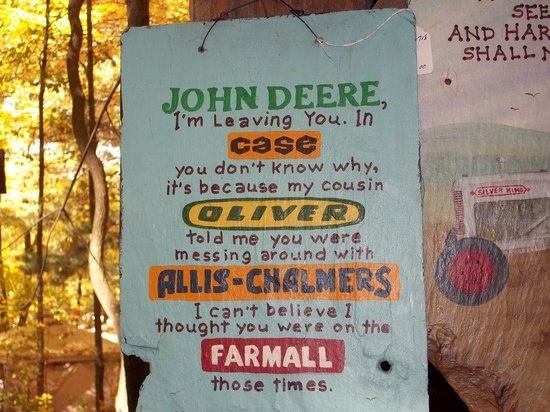 JOHN DEERE,
I'm Leaving You. In
case
you don't know why,
it's because my cousin
OLIVER
told me you were
messing around with
ALLIS-CHALMERS
I can't believe I
thought you were on the
FARMALL
those times.
SEE
AND HAR
SHALL
SILVER KING